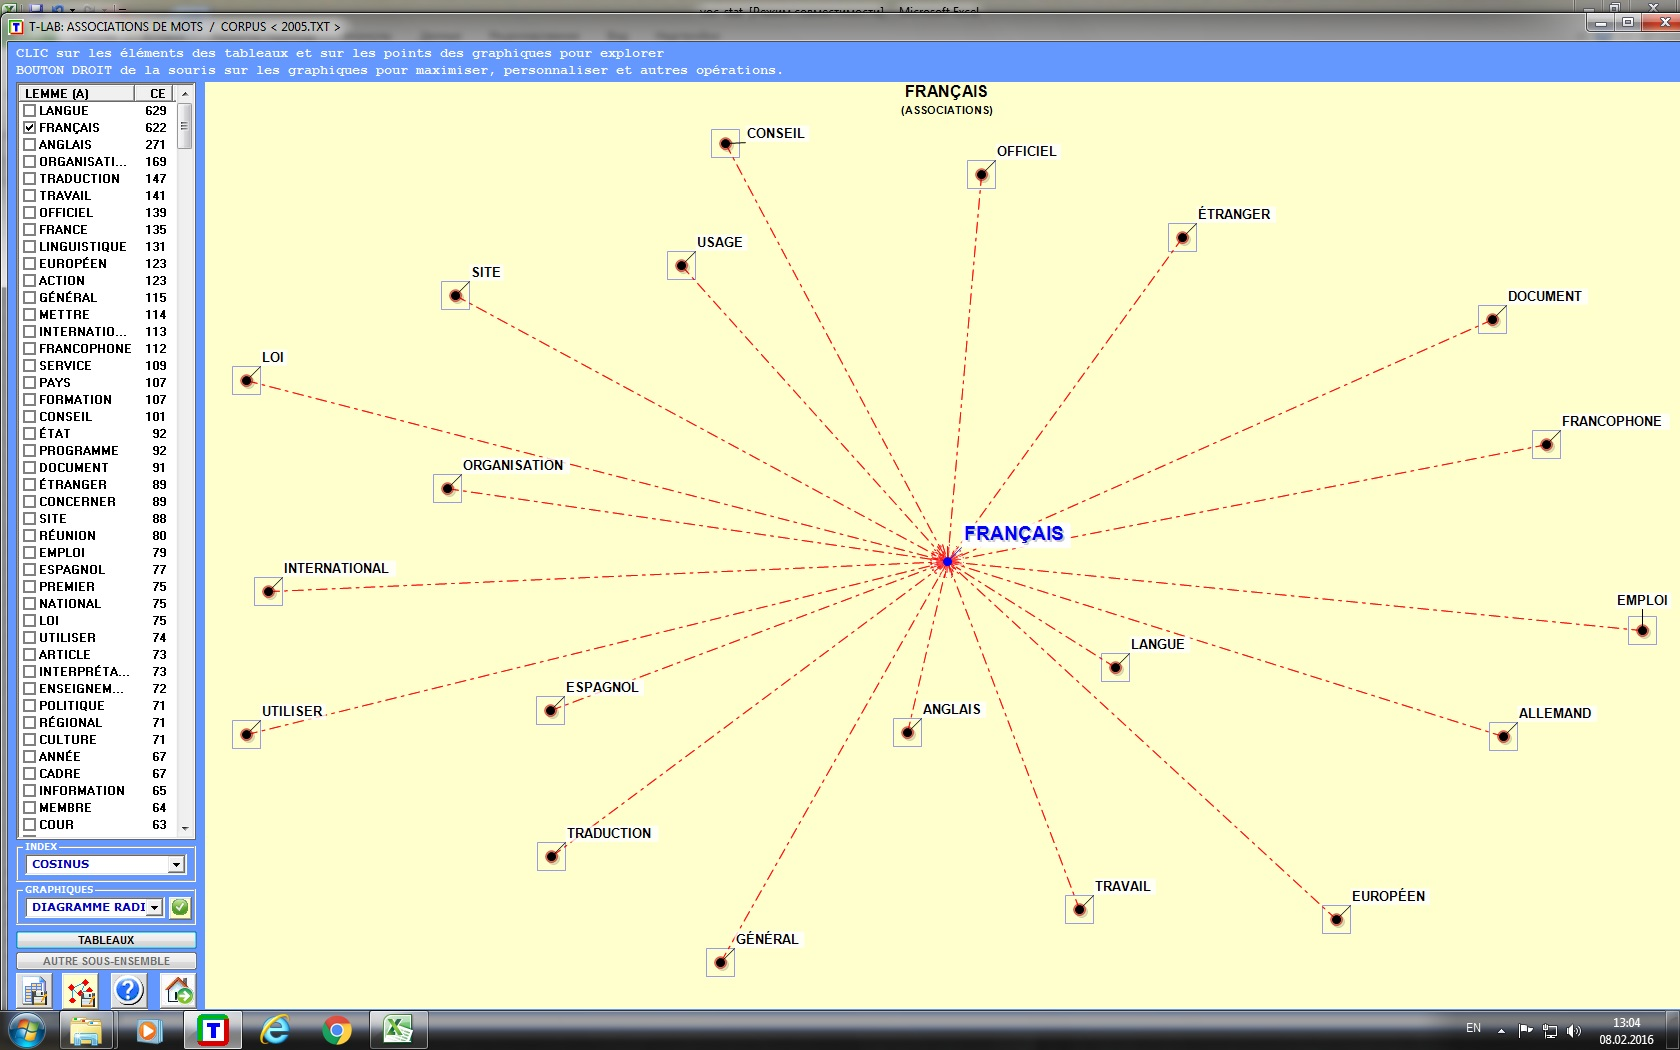 voc-stat [Режим совместимости] - Microsoft Excel
T-LAB: ASSOCIATIONS DE MOTS / CORPUS < 2005.TXT >
CLIC sur les éléments des tableaux et sur les points des graphiques pour explorer
BOUTON DROIT de la souris sur les graphiques pour maximiser, personnaliser et autres opérations.
LEMME (A) CE
LANGUE 629
FRANÇAIS 622
ANGLAIS 271
ORGANISATI... 169
TRADUCTION 147
TRAVAIL 141
OFFICIEL 139
FRANCE 135
LINGUISTIQUE 131
EUROPÉEN 123
ACTION 123
GÉNÉRAL 115
METTRE 114
INTERNATIO... 113
FRANCOPHONE 112
SERVICE 109
PAYS 107
FORMATION 107
CONSEIL 101
ÉTAT 92
PROGRAMME 92
DOCUMENT 91
ÉTRANGER 89
CONCERNER 89
SITE 88
RÉUNION 80
EMPLOI 79
ESPAGNOL 77
PREMIER 75
NATIONAL 75
LOI 75
UTILISER 74
ARTICLE 73
INTERPRÉTA... 73
ENSEIGNEM... 72
POLITIQUE 71
RÉGIONAL 71
CULTURE 71
ANNÉE 67
CADRE 67
INFORMATION 65
MEMBRE 64
COUR 63
INDEX
COSINUS
GRAPHIQUES
DIAGRAMME RADI
TABLEAUX
AUTRE SOUS-ENSEMBLE
FRANÇAIS
(ASSOCIATIONS)
CONSEIL
OFFICIEL
ÉTRANGER
USAGE
SITE
DOCUMENT
LOI
FRANCOPHONE
ORGANISATION
FRANÇAIS
INTERNATIONAL
EMPLOI
LANGUE
ESPAGNOL
ANGLAIS
UTILISER
ALLEMAND
TRADUCTION
TRAVAIL
EUROPÉEN
GÉNÉRAL
EN
13:04
08.02.2016